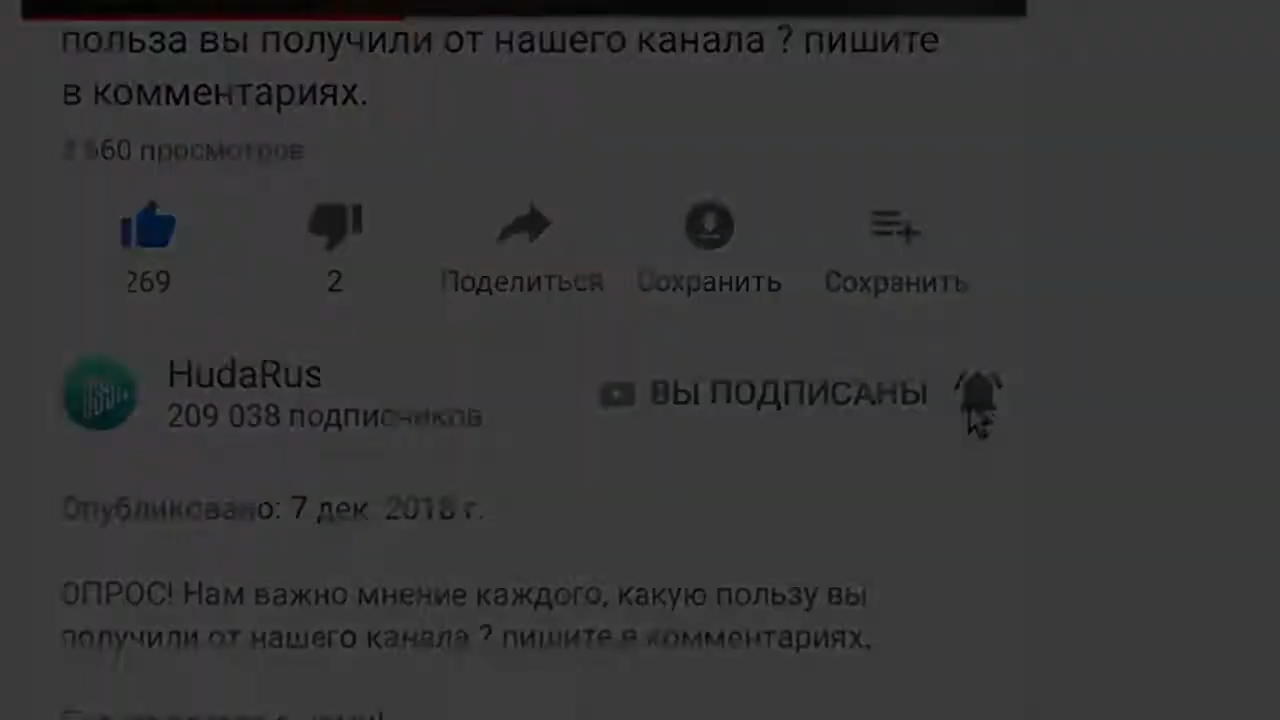 польза вы получили от нашего канала ? пишите
в комментариях.
просмотров
269
2
Поделиться
Сохранить
Сохранить
HudaRus
209 038 подписчиков
ВЫ ПОДПИСАНЫ
Опубликовано: 7 дек. 2018 г.
ОПРОС! Нам важно мнение каждого, какую пользу вы
получили от нашего канала ? пишите в комментариях.